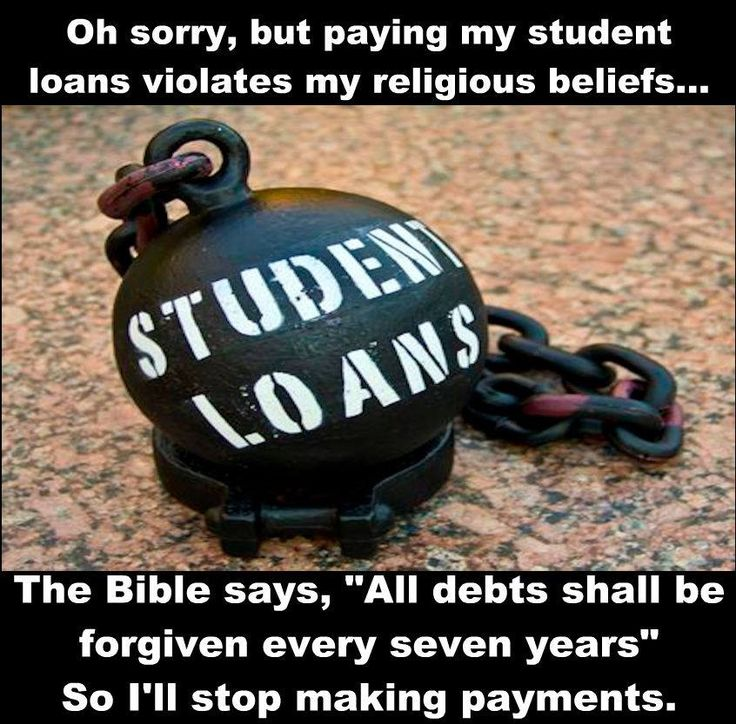 Oh sorry, but paying my student
loans violates my religious beliefs...
STUDENT
LOANS
The Bible says, "All debts shall be
forgiven every seven years"
So I'll stop making payments.